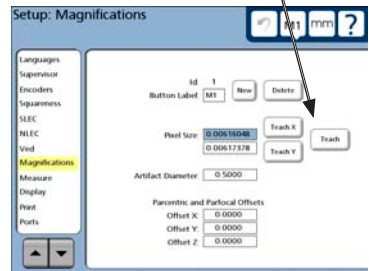 Setup: Magnifications
M1 mm ?
Languages
Supervisor
Encoders
Squareness
SLEC
NLEC
Ved
Magnifications
Measure
Display
Print
Ports
Id 1
Button Label M1 New Delete
Pixel Size 0.00616048 Teach X
0.00617378 Teach Y
Teach
Artifact Diameter 0.5000
Parcentric and Parfocal Offsets
Offset X: 0.0000
Offset Y: 0.0000
Offset Z: 0.0000